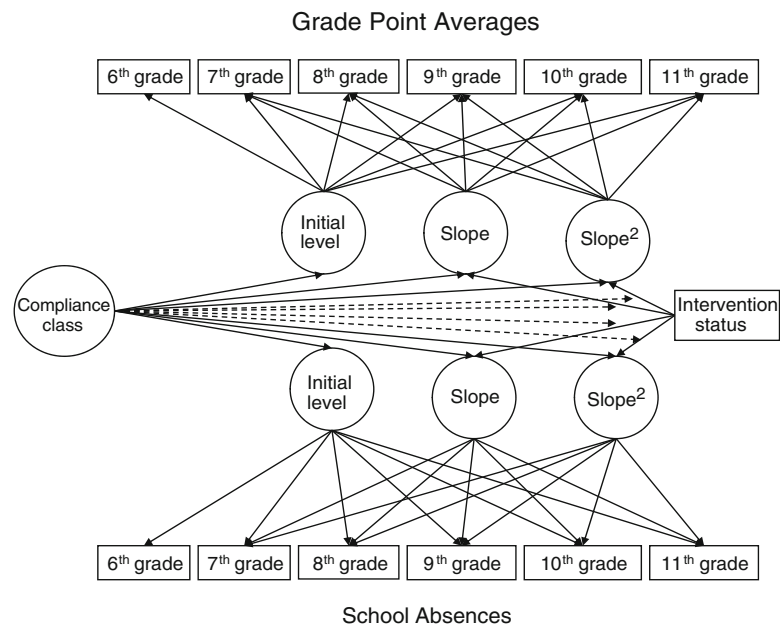 Grade Point Averages
6th grade
7th grade
8th grade
9th grade
10th grade
11th grade
Initial
level
Slope
Slope2
Compliance
class
Intervention
status
Initial
level
Slope
Slope2
6th grade
7th grade
8th grade
9th grade
10th grade
11th grade
School Absences